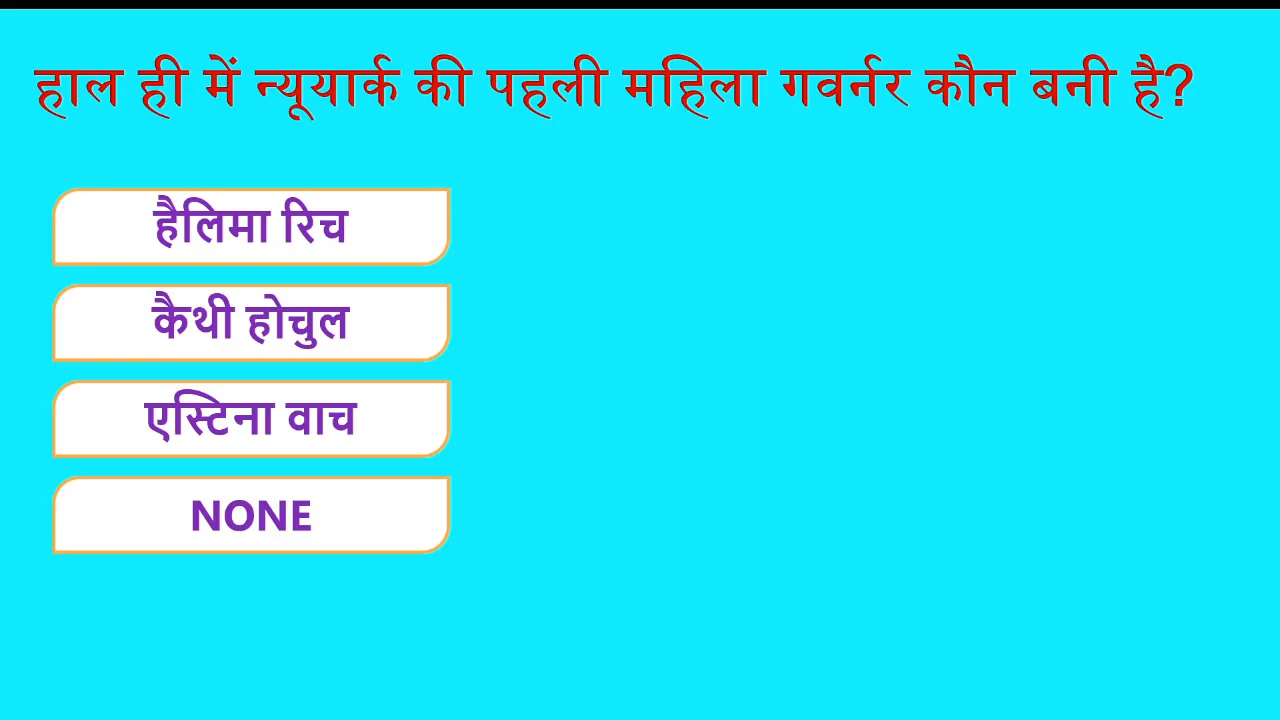 हाल ही में न्यूयार्क की पहली महिला गवर्नर कौन बनी है?
हैलिमा रिच
कैथी होचुल
एस्टिना वाच
NONE